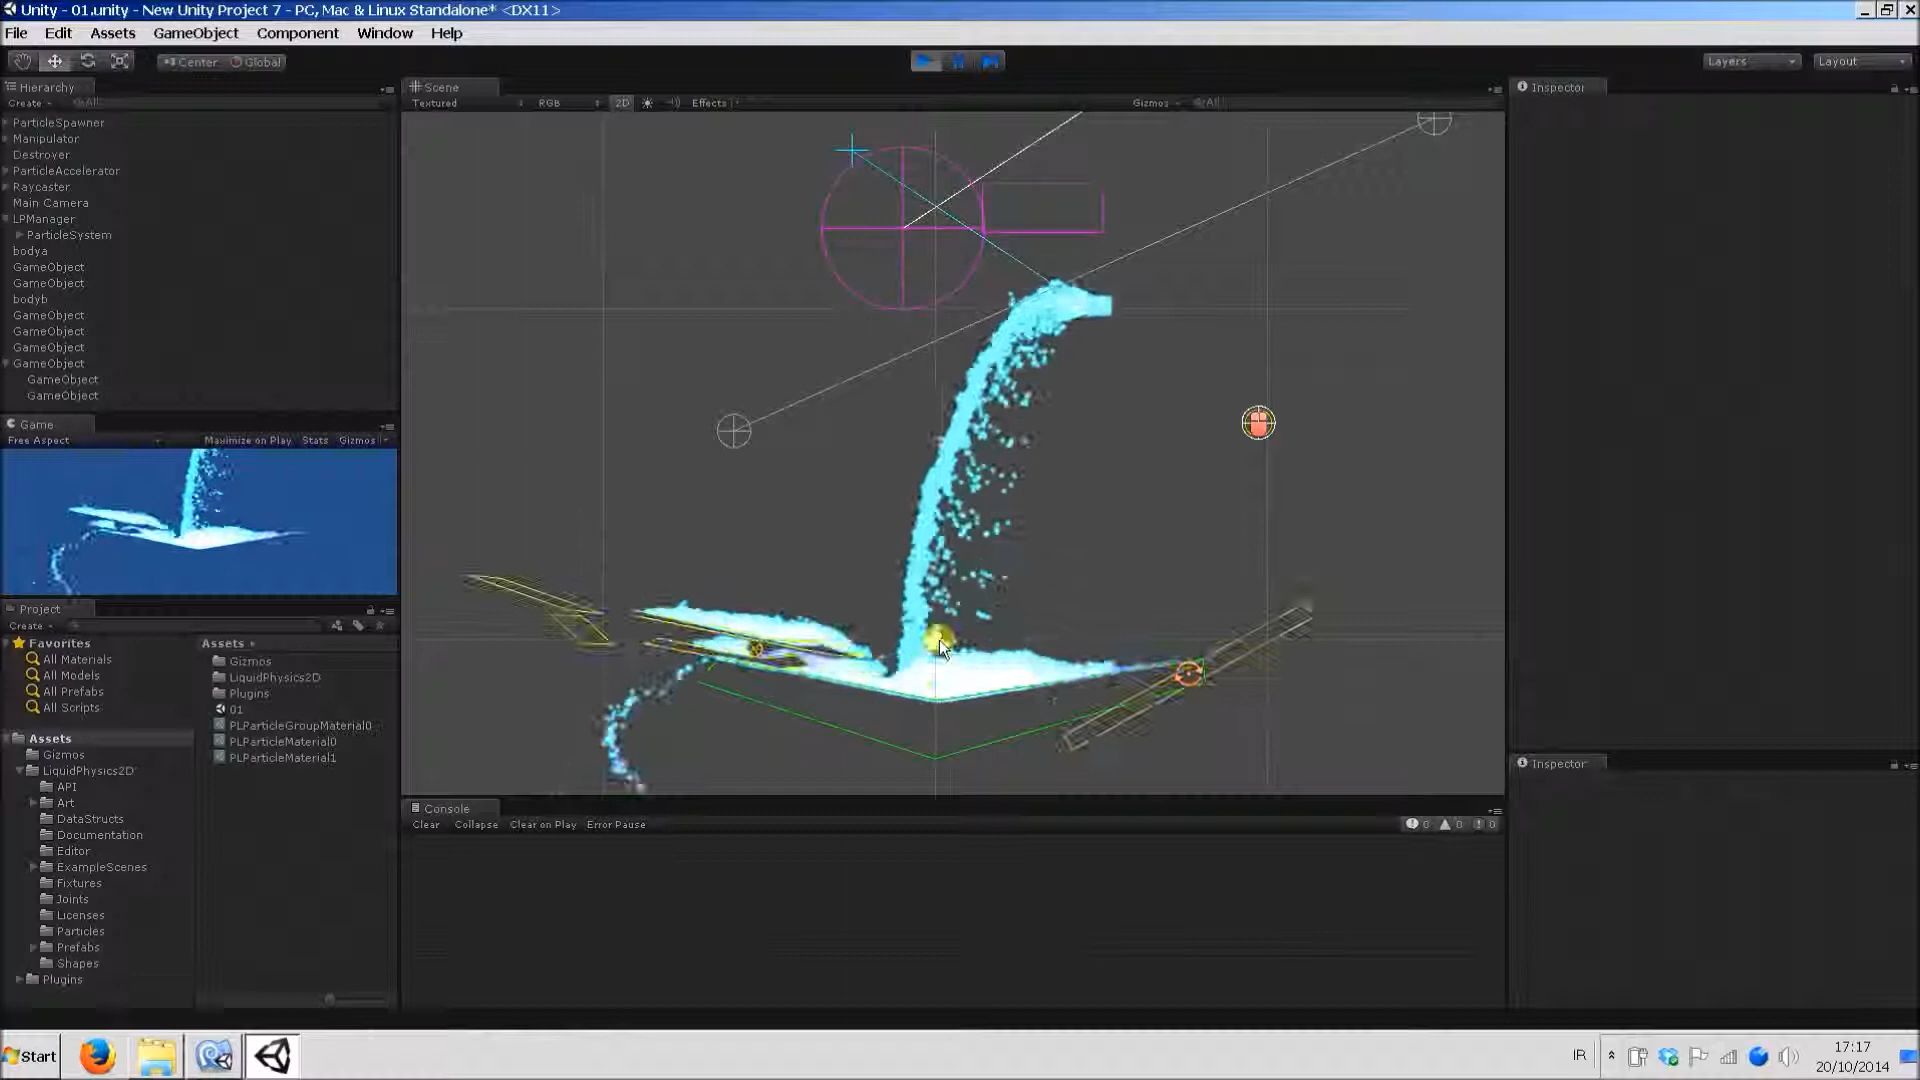 Unity - 01.unity - New Unity Project 7 - PC, Mac & Linux Standalone* <DX11>
File Edit Assets GameObject Component Window Help
Center Global
Layers Layout
Hierarchy
Create All
ParticleSpawner
Manipulator
Destroyer
ParticleAccelerator
Raycaster
Main Camera
LPManager
ParticleSystem
bodya
GameObject
GameObject
bodyb
GameObject
GameObject
GameObject
GameObject
GameObject
GameObject
Game
Free Aspect Maximize on Play Stats Gizmos
Project
Create
Favorites
All Materials
All Models
All Prefabs
All Scripts
Assets
Gizmos
LiquidPhysics2D
API
Art
DataStructs
Documentation
Editor
ExampleScenes
Fixtures
Joints
Licenses
Particles
Prefabs
Shapes
Plugins
Assets
Gizmos
LiquidPhysics2D
Plugins
01
PLParticleGroupMaterial0
PLParticleMaterial0
PLParticleMaterial1
Scene
Textured RGB 2D Effects Gizmos All
Console
Clear Collapse Clear on Play Error Pause 0 0 0
Inspector
Inspector
Start
IR
17:17
20/10/2014